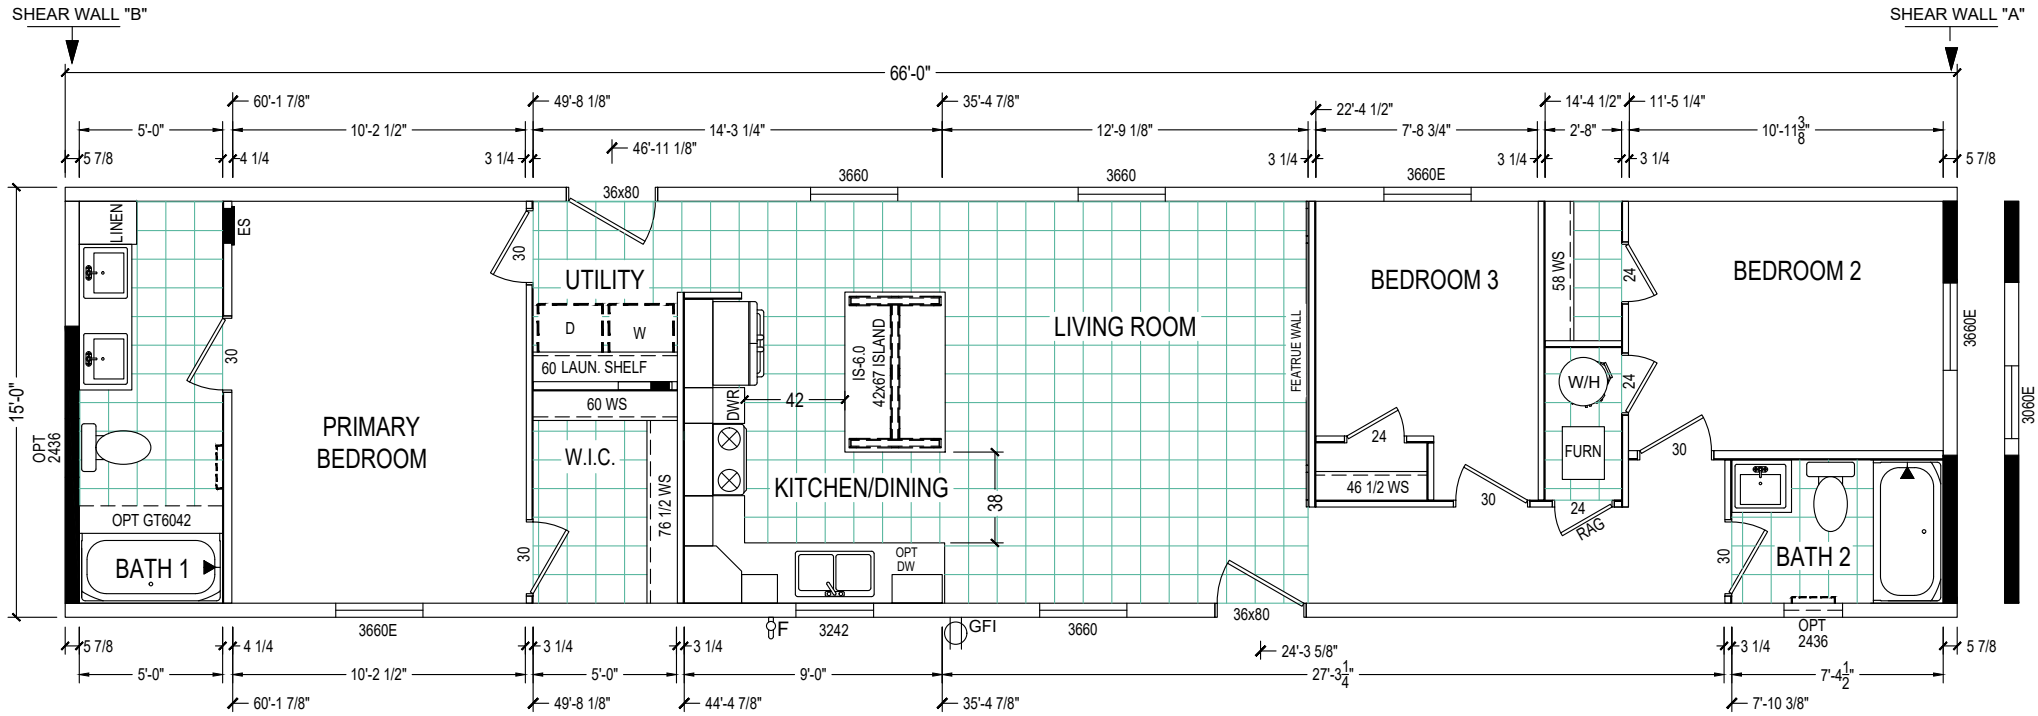 SHEAR WALL "B"
SHEAR WALL "A"
66'-0"
60'-1 7/8"
49'-8 1/8"
35'-4 7/8"
22'-4 1/2"
14'-4 1/2"
11'-5 1/4"
5'-0"
10'-2 1/2"
14'-3 1/4"
12'-9 1/8"
7'-8 3/4"
2'-8"
10'-11 3/8"
46'-11 1/8"
5 7/8
4 1/4
3 1/4
3 1/4
3 1/4
3 1/4
5 7/8
3660
3660
3660E
36x80
15'-0"
LINEN
ES
30
UTILITY
D
W
60 LAUN. SHELF
60 WS
W.I.C.
76 1/2 WS
30
30
PRIMARY
BEDROOM
OPT
2436
OPT GT6042
BATH 1
DWR
42
IS-6.0
42x67 ISLAND
KITCHEN/DINING
38
OPT
DW
LIVING ROOM
FEATRUE WALL
BEDROOM 3
24
46 1/2 WS
30
58 WS
24
W/H
24
FURN
24
RAG
BEDROOM 2
30
3660E
3060E
30
BATH 2
3660E
F
3242
GFI
3660
36x80
OPT
2436
5 7/8
4 1/4
3 1/4
3 1/4
24'-3 5/8"
3 1/4
5 7/8
5'-0"
10'-2 1/2"
5'-0"
9'-0"
27'-3 1/4
7'-4 1/2"
60'-1 7/8"
49'-8 1/8"
44'-4 7/8"
35'-4 7/8"
7'-10 3/8"